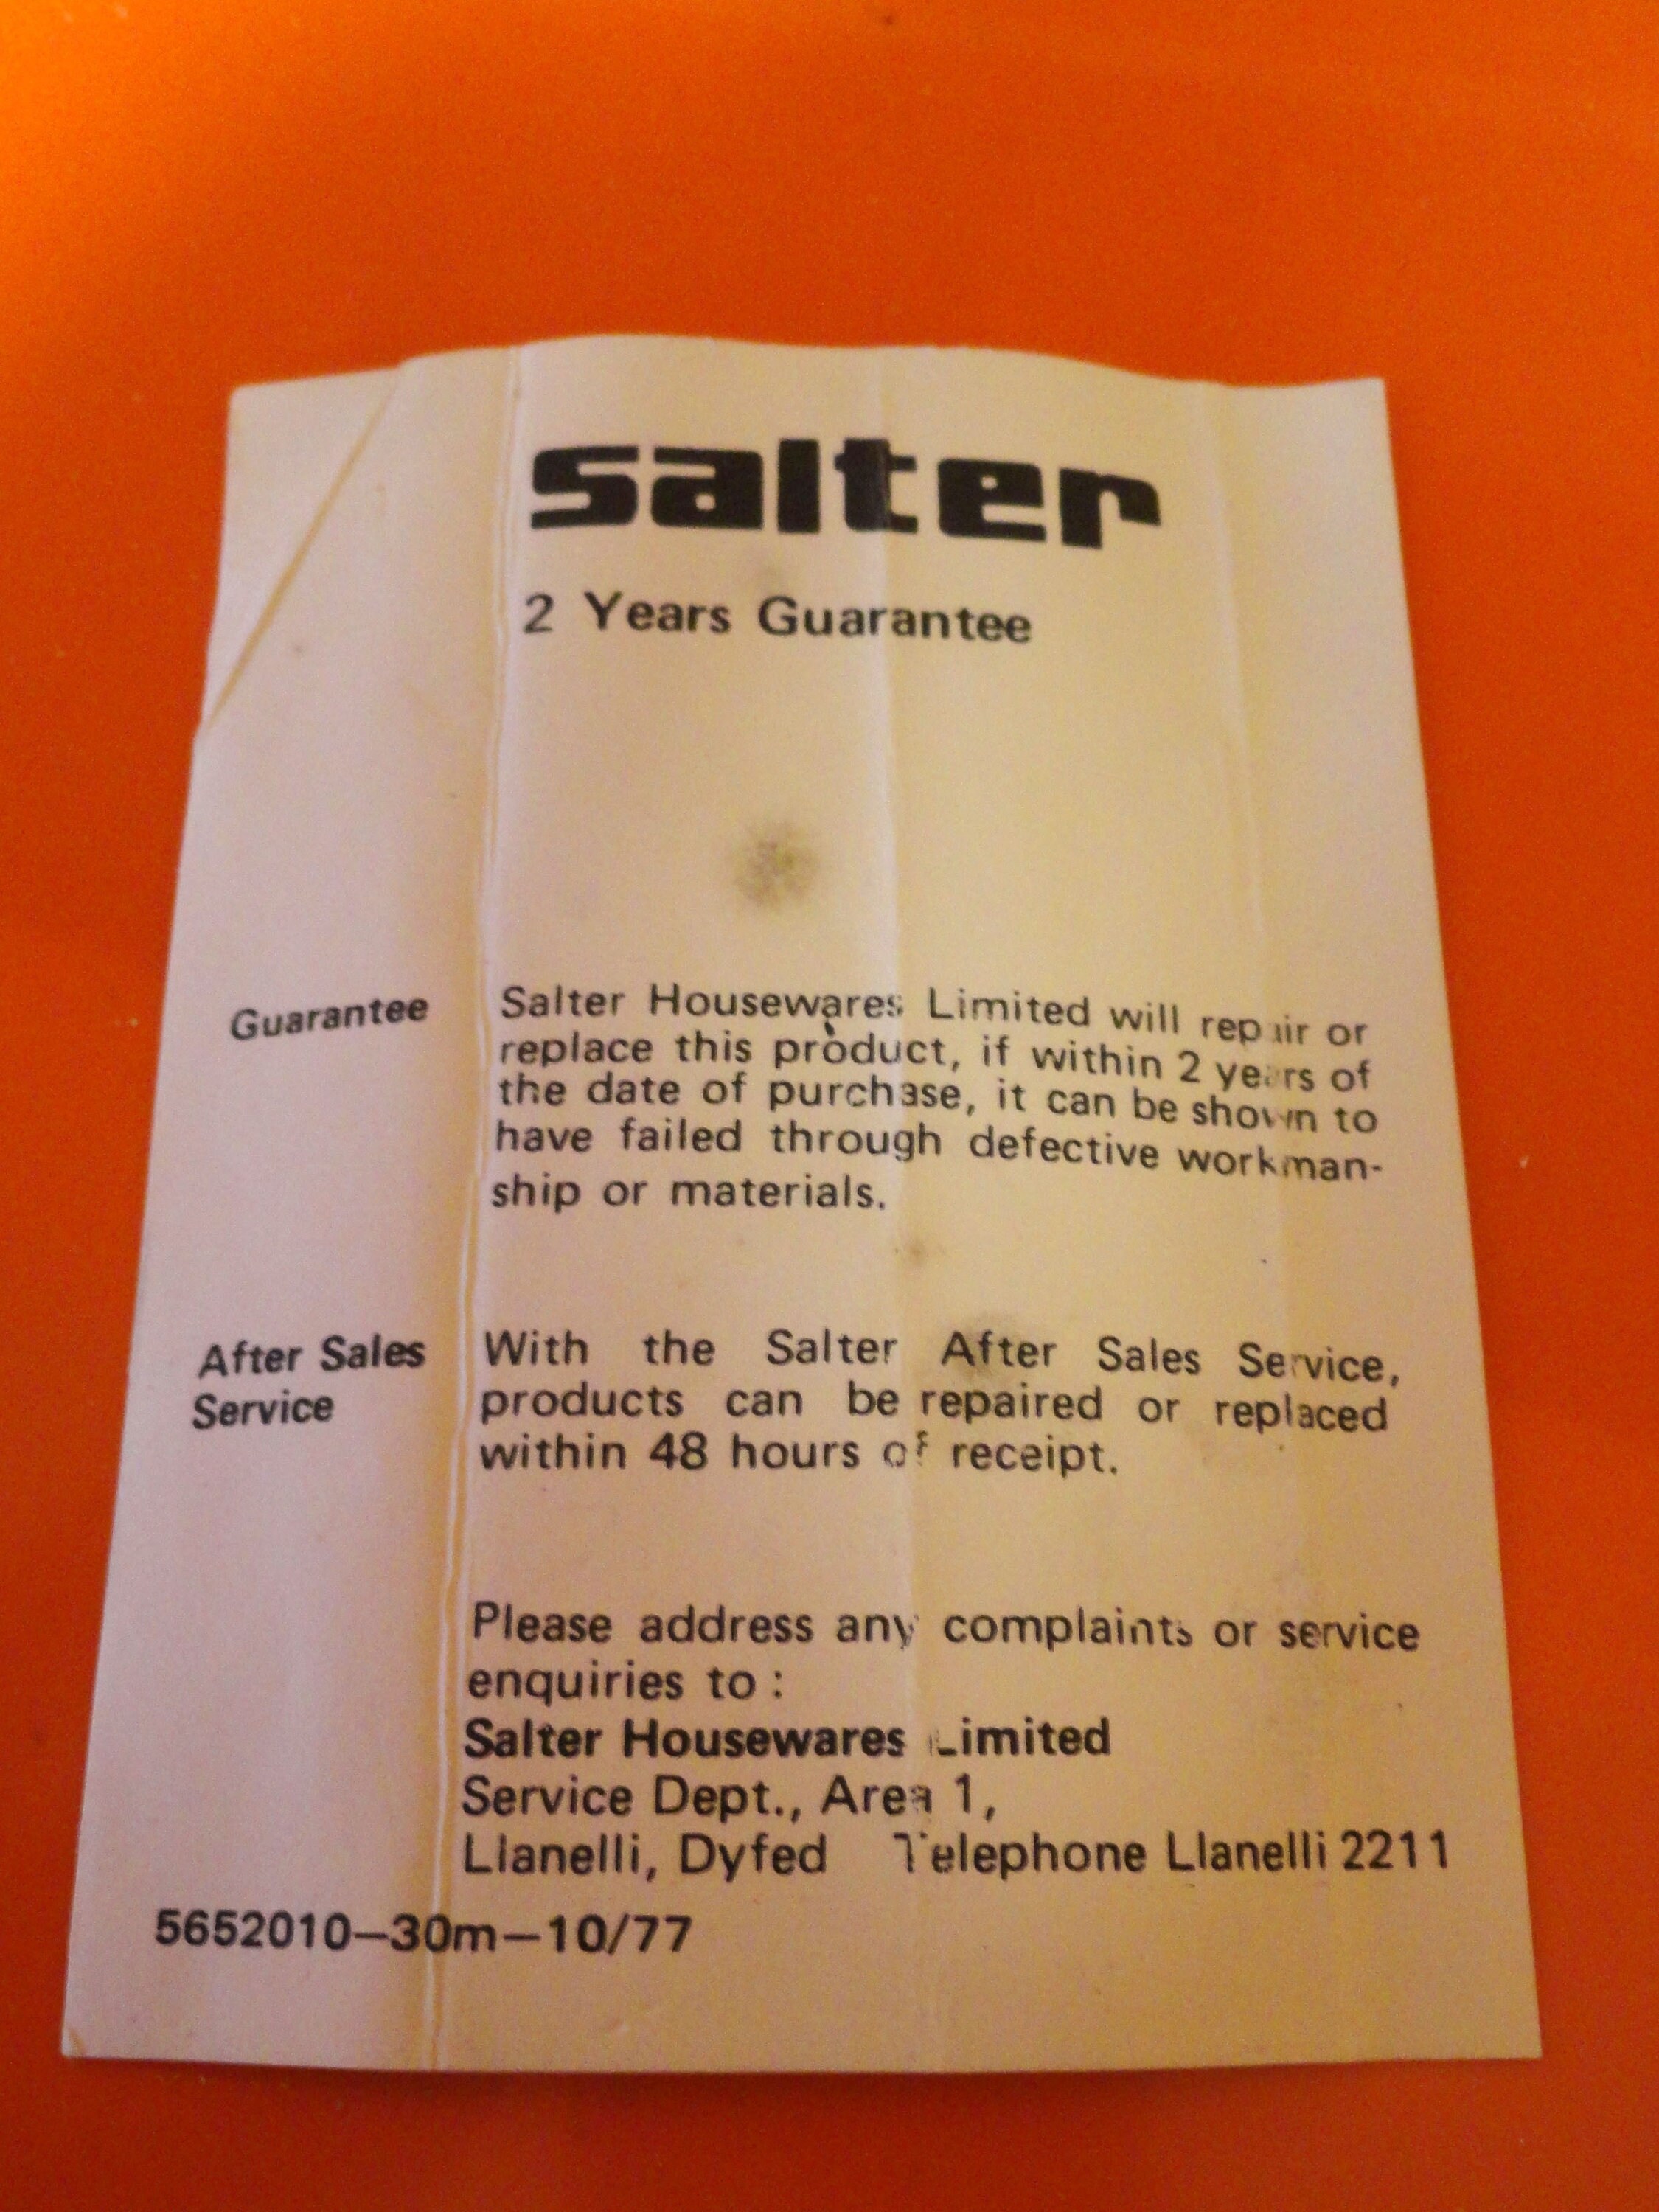 salter
2 Years Guarantee
Guarantee
Salter Housewares Limited will repair or
replace this product, if within 2 years of
the date of purchase, it can be shown to
have failed through defective workman-
ship or materials.
After Sales
Service
With the Salter After Sales Service,
products can be repaired or replaced
within 48 hours of receipt.
Please address any complaints or service
enquiries to :
Salter Housewares Limited
Service Dept., Area 1,
Llanelli, Dyfed Telephone Llanelli 2211
5652010–30m–10/77